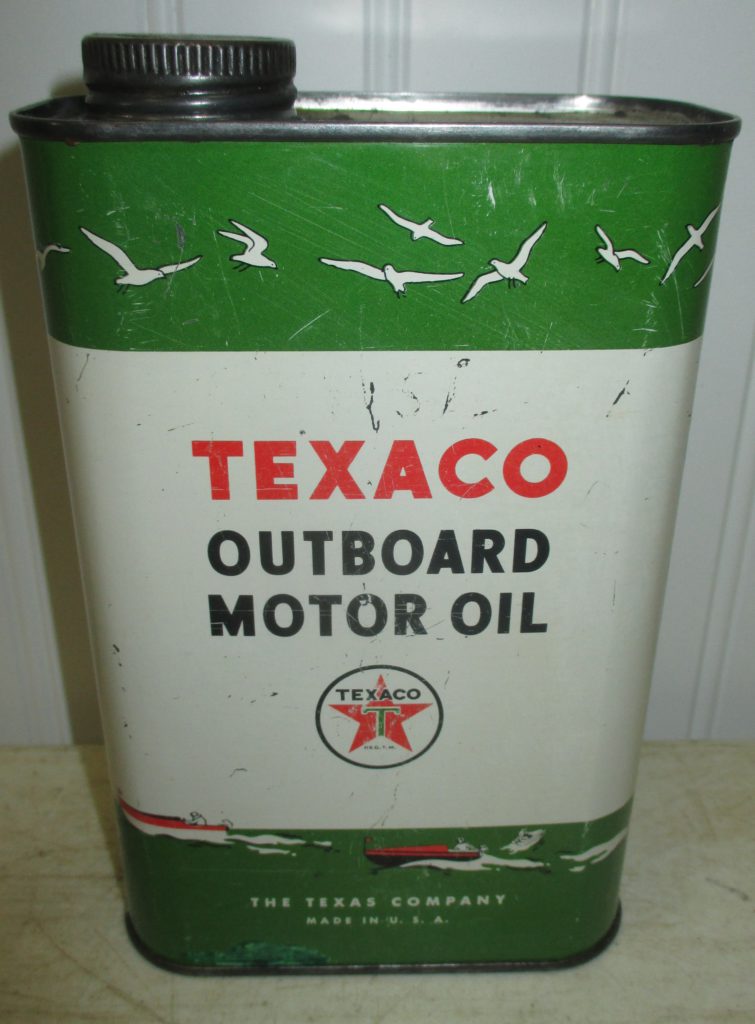 TEXACO
OUTBOARD
MOTOR OIL
TEXACO
T
REG. T. M.
THE TEXAS COMPANY
MADE IN U. S. A.